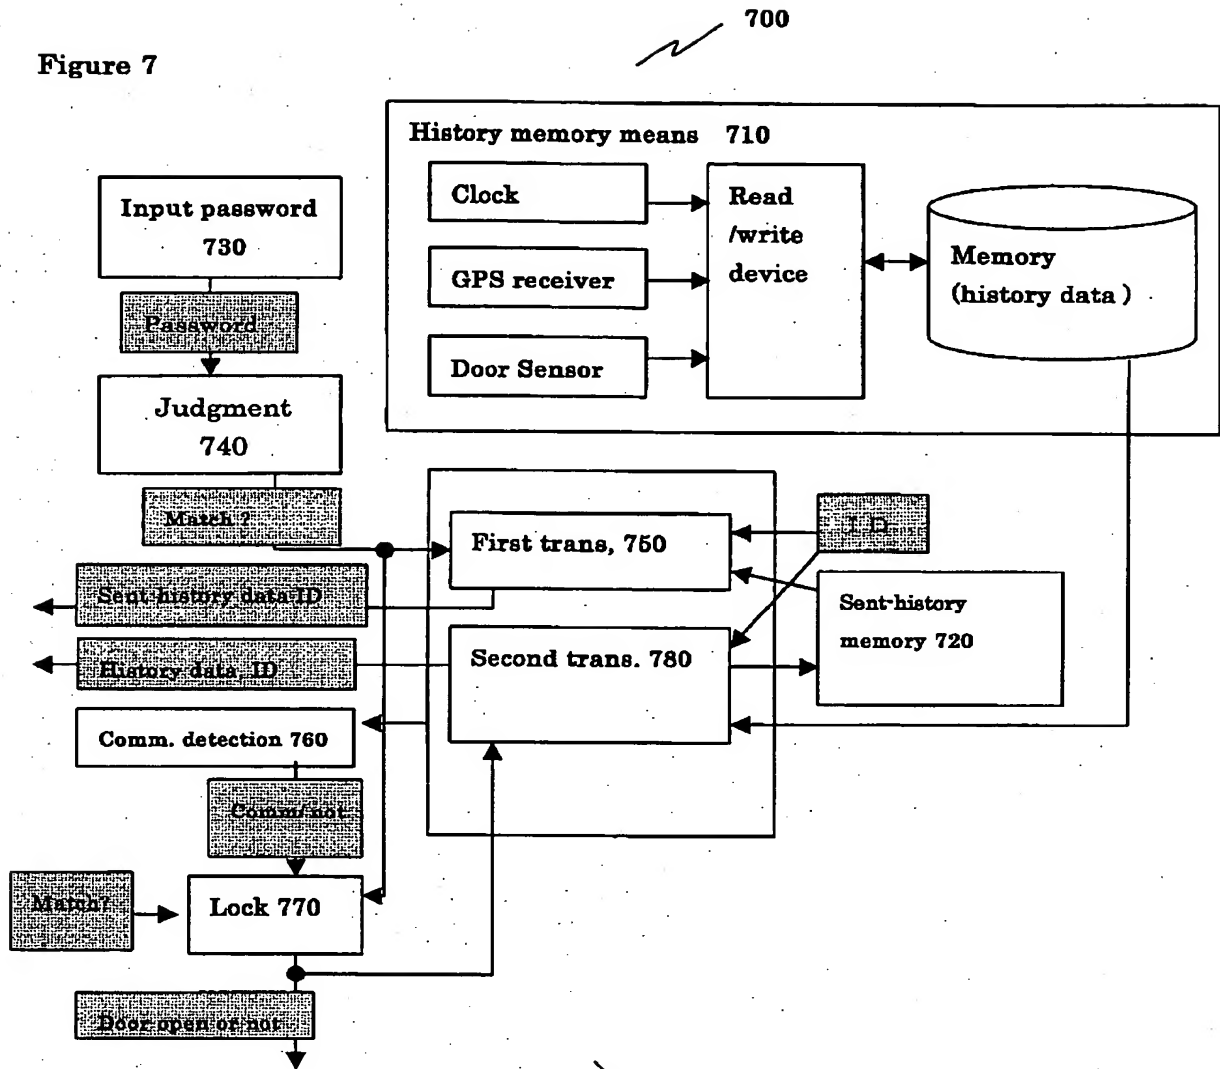 700
Figure 7
History memory means 710
Clock
GPS receiver
Door Sensor
Read
/write
device
Memory
(history data )
Input password
730
Password
Judgment
740
Match ?
First trans, 750
I D
Sent-history data ID
Sent-history
memory 720
Second trans. 780
History data, ID
Comm. detection 760
Comm/ not
Match?
Lock 770
Door open or not